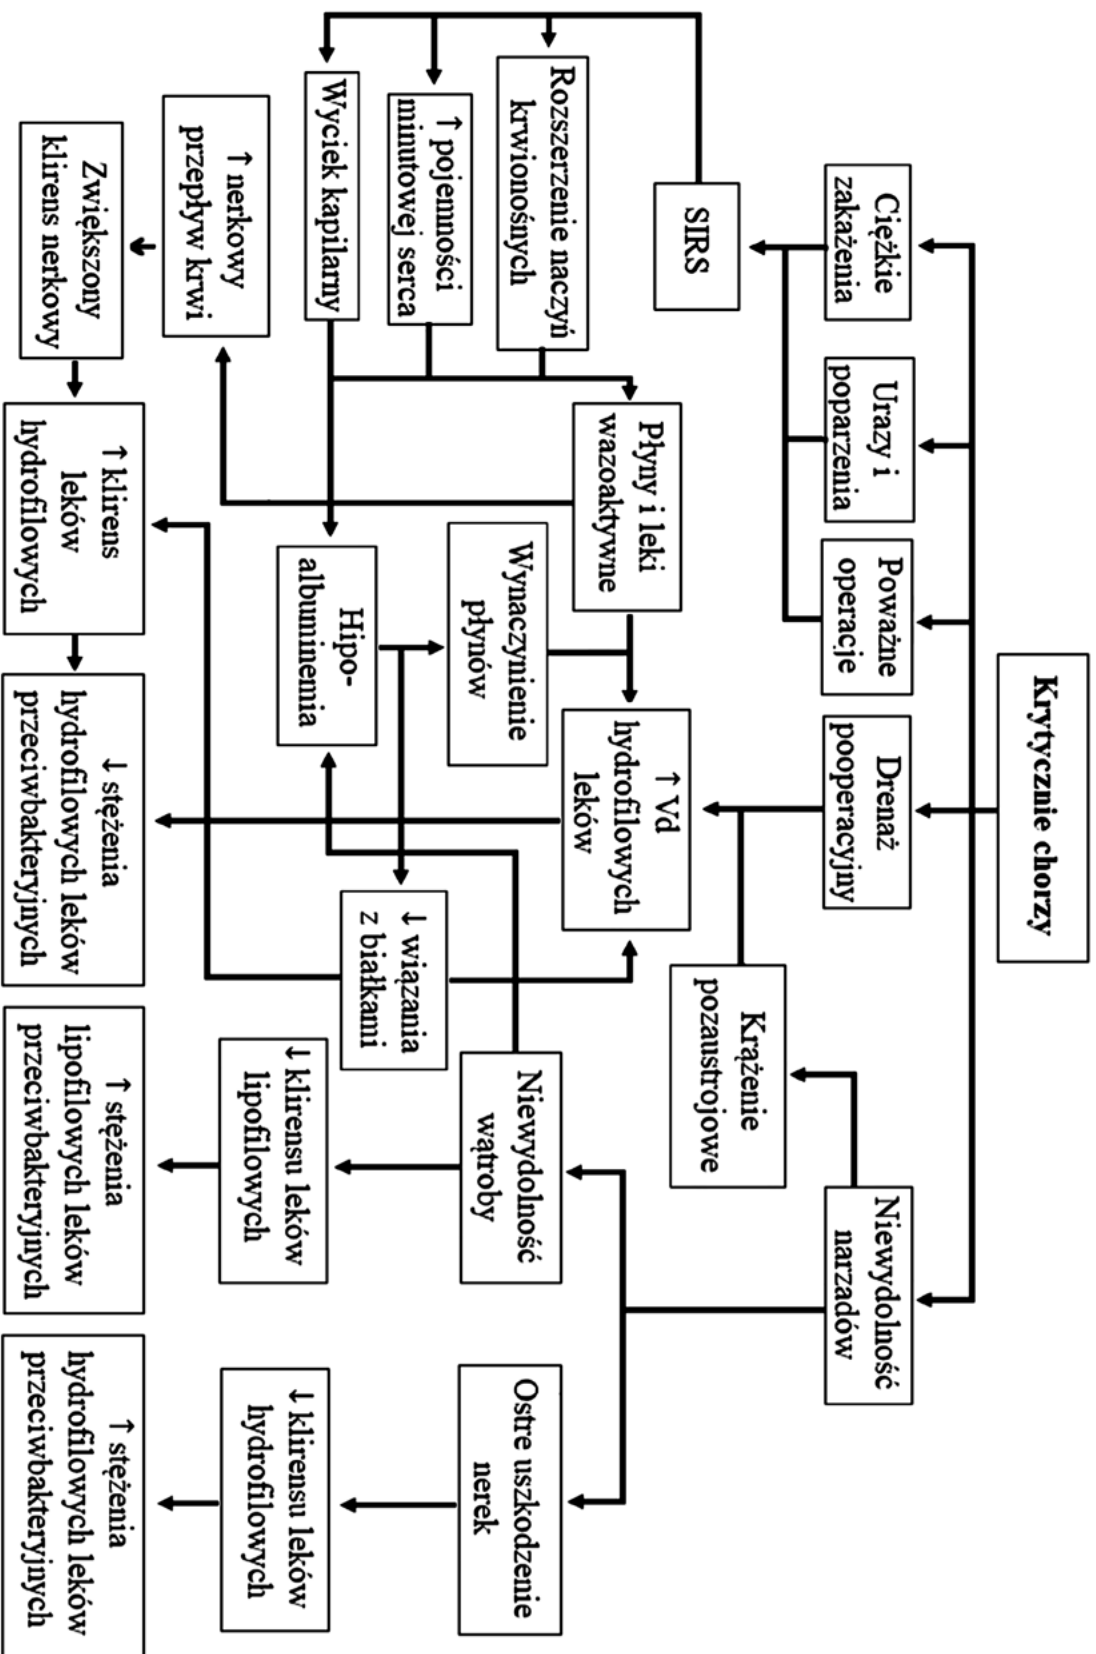 Krytycznie chorzy
Ciężkie
zakażenia
Urazy i
poparzenia
Poważne
operacje
Drenaż
pooperacyjny
Niewydolność
narządów
SIRS
Krążenie
pozaustrojowe
Rozszerzenie naczyń
krwionośnych
↑ pojemności
minutowej serca
Wyciek kapilarny
Płyny i leki
wazoaktywne
↑ Vd
hydrofilowych
leków
Wynaczynienie
płynów
Hipo-
albuminemia
↓ wiązania
z białkami
Niewydolność
wątroby
Ostre uszkodzenie
nerek
↑ nerkowy
przepływ krwi
↓ klirensu leków
lipofilowych
↓ klirensu leków
hydrofilowych
Zwiększony
klirens nerkowy
↑ klirens
leków
hydrofilowych
↓ stężenia
hydrofilowych leków
przeciwbakteryjnych
↑ stężenia
lipofilowych leków
przeciwbakteryjnych
↑ stężenia
hydrofilowych leków
przeciwbakteryjnych